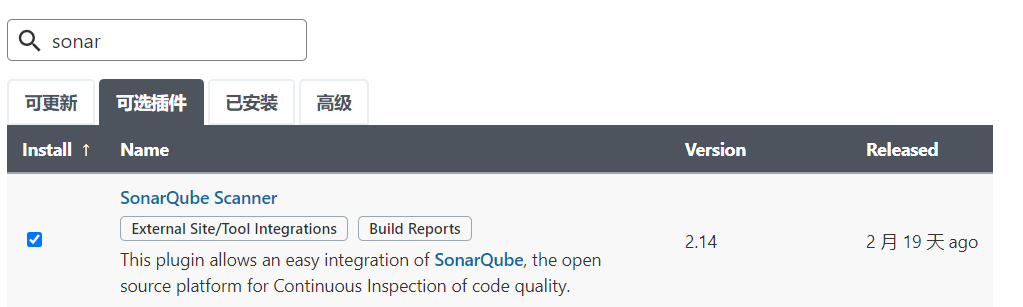 sonar
可更新 可选插件 已安装 高级
Install ↑ Name Version Released
SonarQube Scanner
External Site/Tool Integrations Build Reports
This plugin allows an easy integration of SonarQube, the open
source platform for Continuous Inspection of code quality.
2.14 2 月 19 天 ago